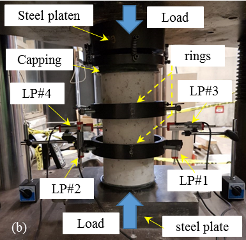 Steel platen
Load
Capping
rings
LP#4
LP#3
LP#2
LP#1
(b)
Load
steel plate